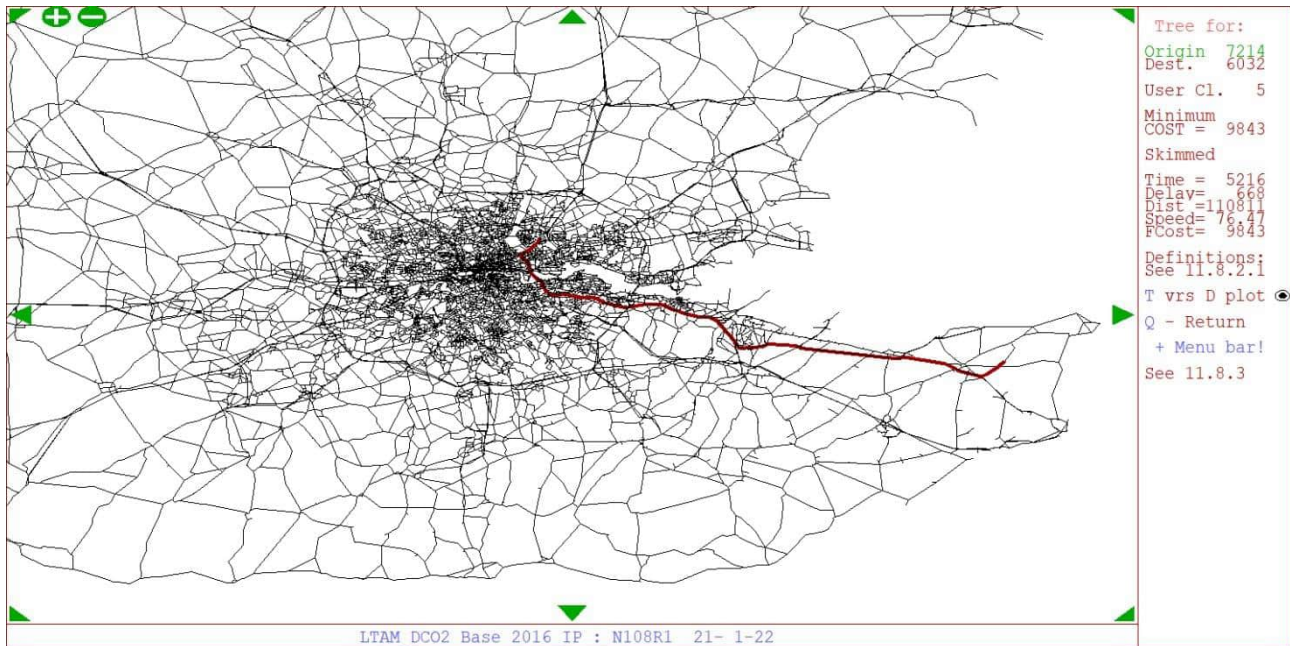 Tree for:
Origin 7214
Dest. 6032
User Cl. 5
Minimum
COST = 9843
Skimmed
Time = 5216
Delay= 668
Dist =110811
Speed= 76.47
FCost= 9843
Definitions:
See 11.8.2.1
T vrs D plot
Q - Return
+ Menu bar!
See 11.8.3
LTAM DCO2 Base 2016 IP : N108R1 21- 1-22